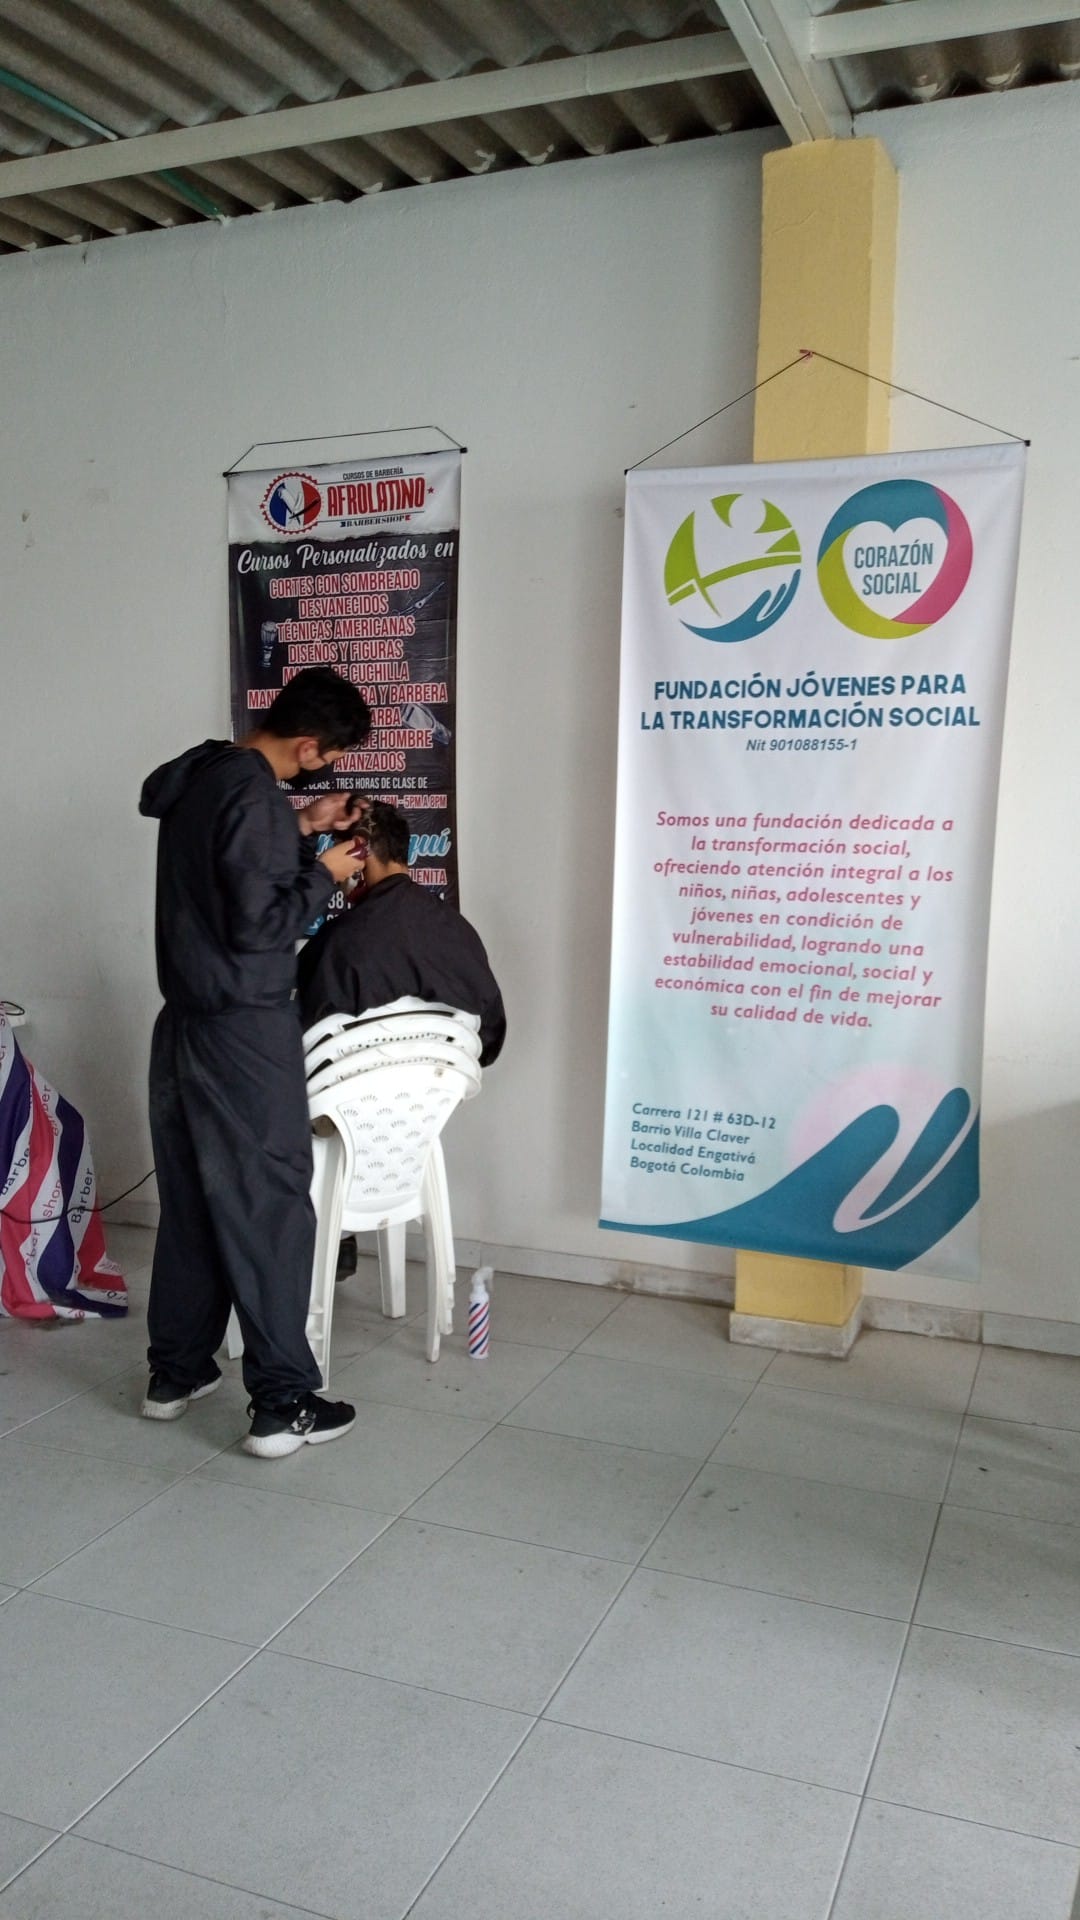 CURSOS DE BARBERÍA
AFROLATINO
BARBERSHOP
Cursos Personalizados en
CORTES CON SOMBREADO
DESVANECIDOS
TÉCNICAS AMERICANAS
DISEÑOS Y FIGURAS
DE CUCHILLA
Y BARBERA
DE HOMBRE
AVANZADOS
CLASE: TRES HORAS DE CLASE DE
5PM - 5PM A 8PM
CORAZÓN
SOCIAL
FUNDACIÓN JÓVENES PARA
LA TRANSFORMACIÓN SOCIAL
Nit 901088155-1
Somos una fundación dedicada a
la transformación social,
ofreciendo atención integral a los
niños, niñas, adolescentes y
jóvenes en condición de
vulnerabilidad, logrando una
estabilidad emocional, social y
económica con el fin de mejorar
su calidad de vida.
Carrera 121 # 63D-12
Barrio Villa Claver
Localidad Engativá
Bogotá Colombia
Barber
shop
Barber